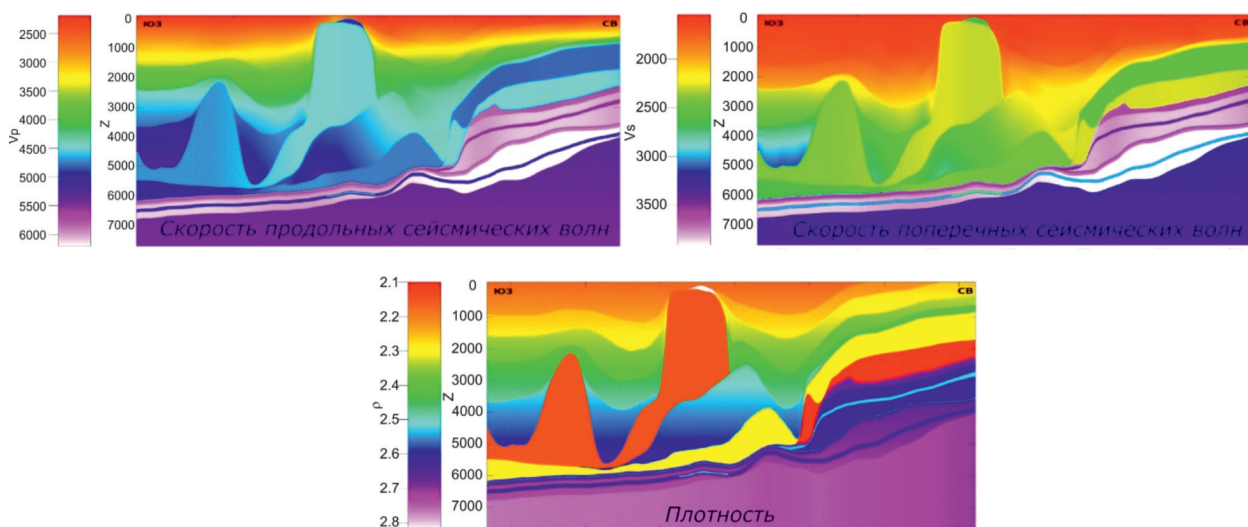 ЮЗ
СВ
0
1000
2000
3000
4000
5000
6000
7000
Z
2500
3000
3500
4000
4500
5000
5500
6000
Vp
Скорость продольных сейсмических волн
ЮЗ
СВ
0
1000
2000
3000
4000
5000
6000
7000
Z
2000
2500
3000
3500
Vs
Скорость поперечных сейсмических волн
ЮЗ
СВ
0
1000
2000
3000
4000
5000
6000
7000
Z
2.1
2.2
2.3
2.4
2.5
2.6
2.7
2.8
ρ
Плотность